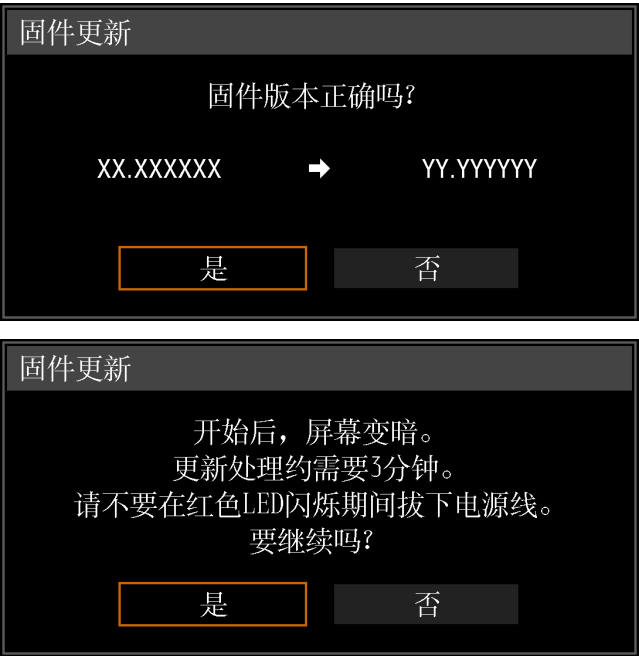 固件更新
固件版本正确吗？
XX.XXXXXX ➡ YY.YYYYYY
是 否
固件更新
开始后，屏幕变暗。
更新处理约需要3分钟。
请不要在红色LED闪烁期间拔下电源线。
要继续吗？
是 否